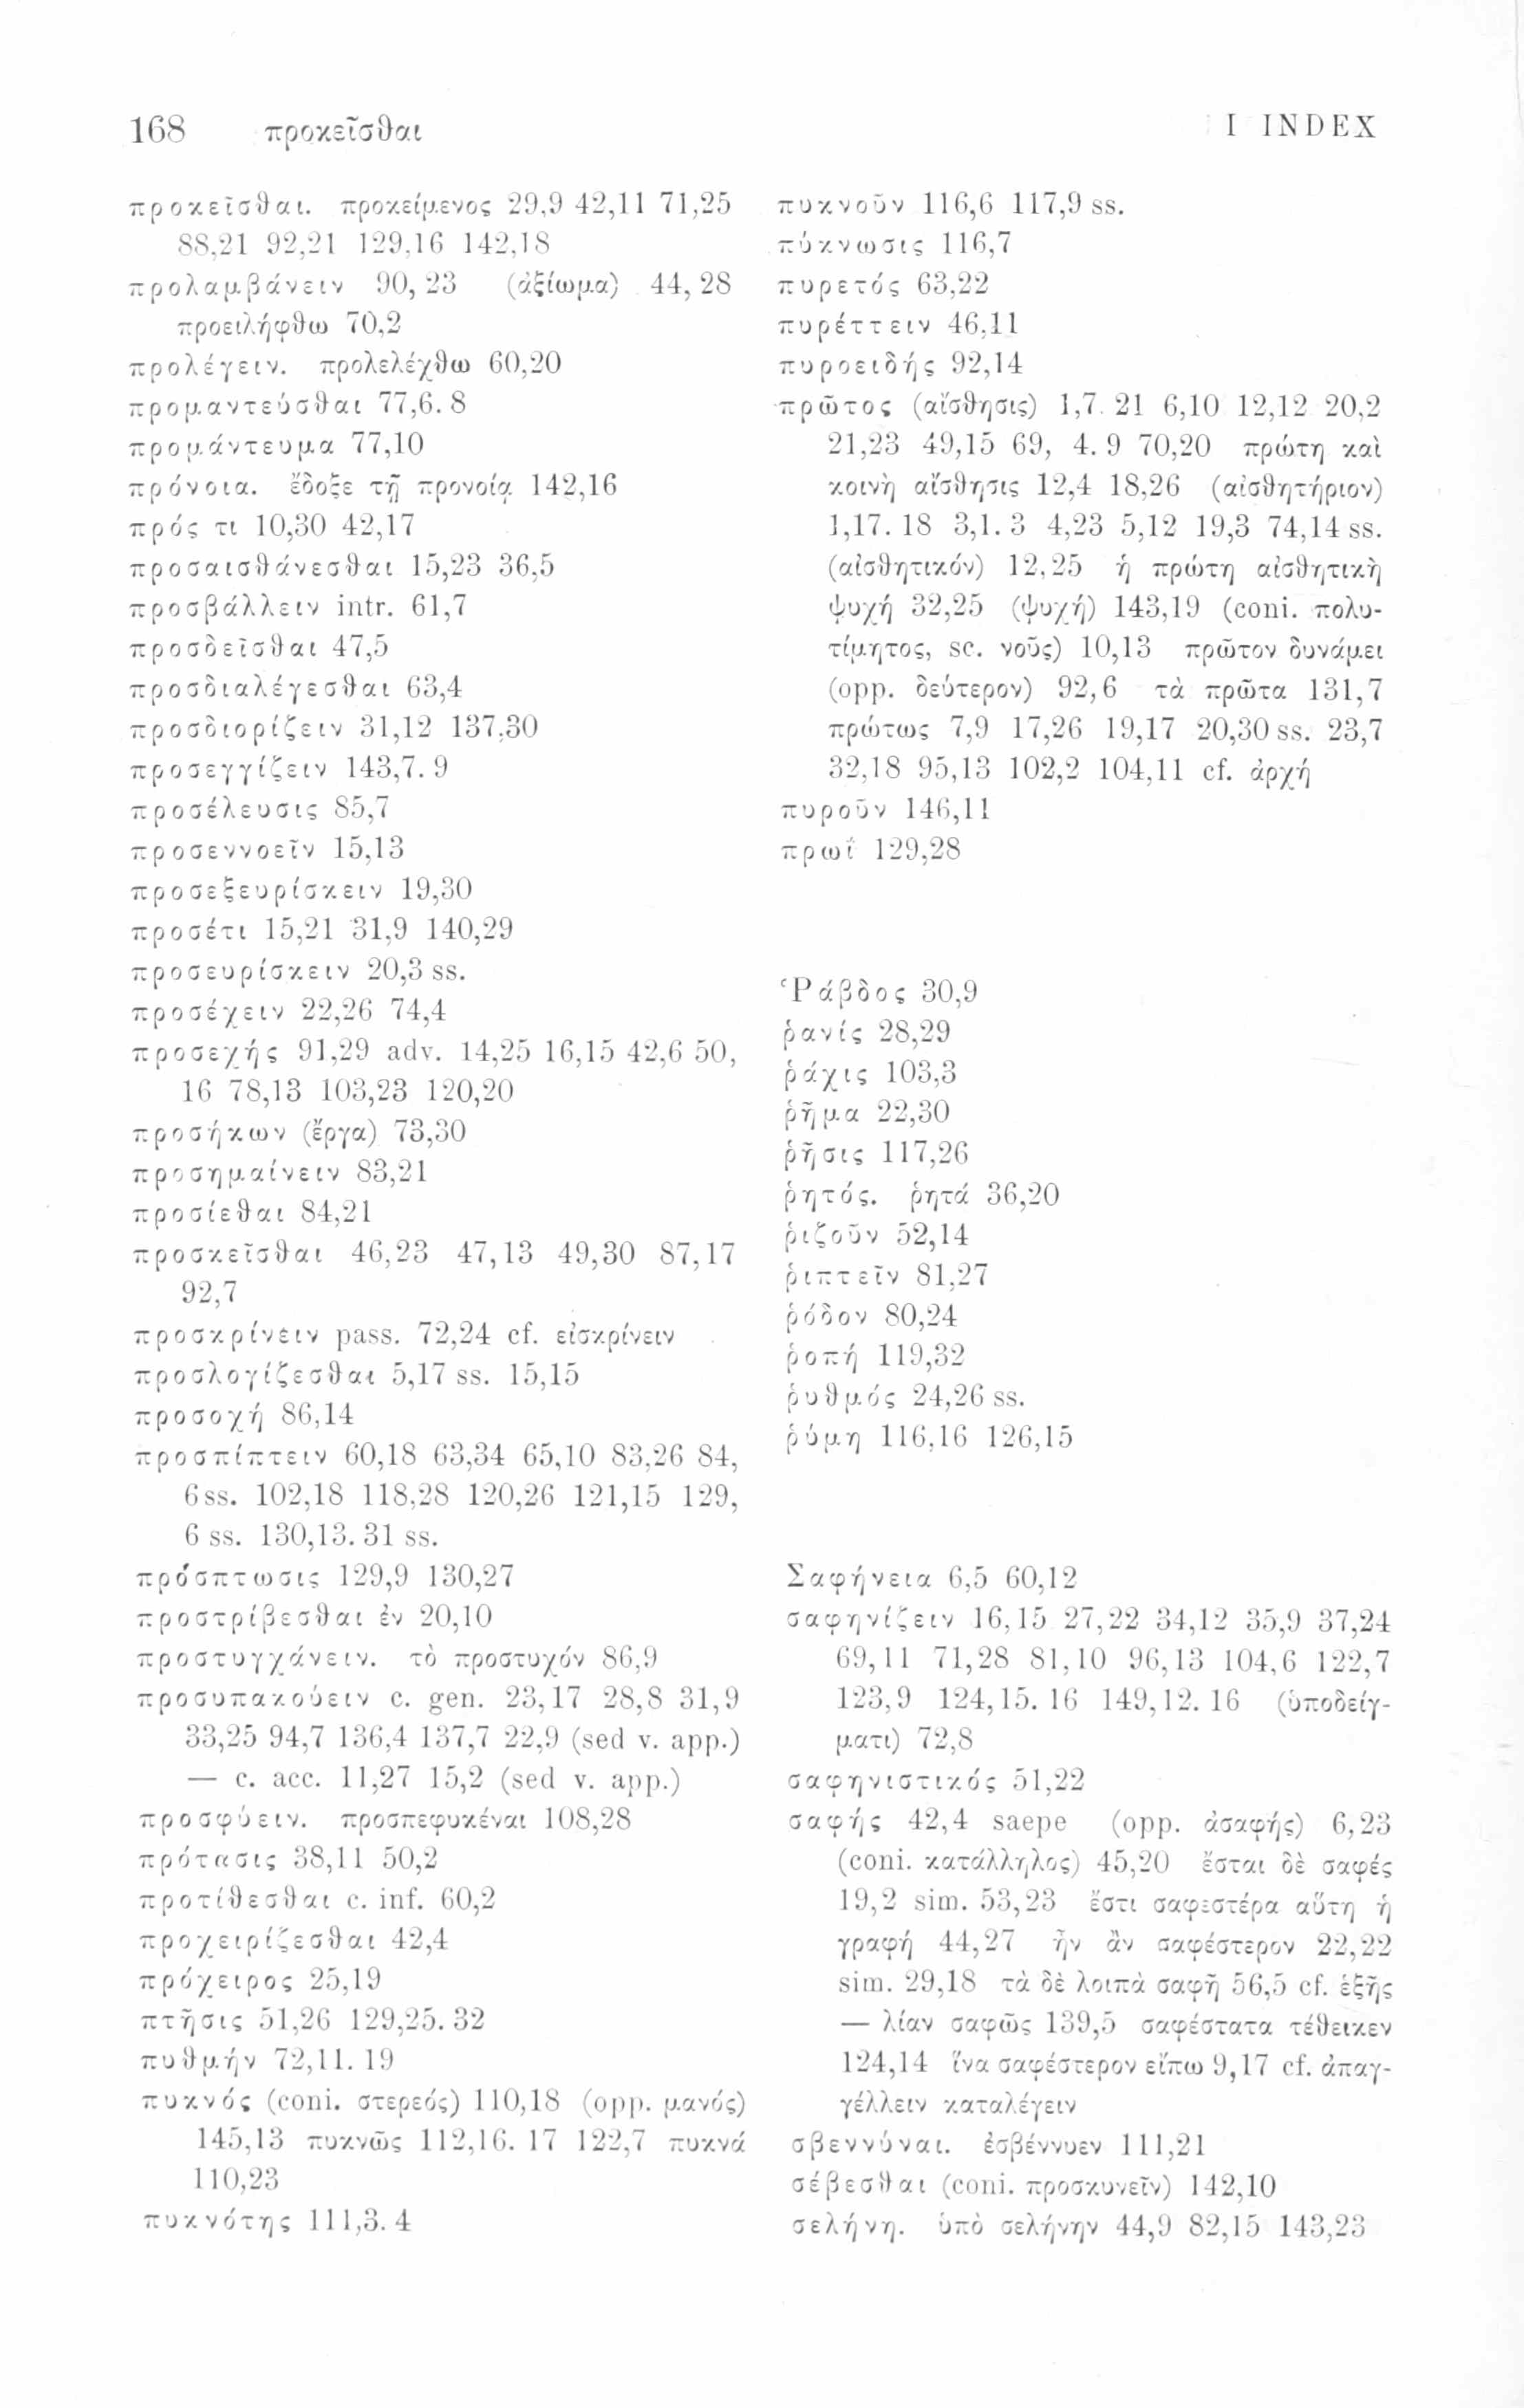 168 προκεῖσθαι I INDEX
προκεῖσθαι. προκείμενος 29,9 42,11 71,25
88,21 92,21 129,16 142,18
προλαμβάνειν 90, 23 (ἀξίωμα) 44, 28
προειλήφθω 70,2
προλέγειν. προλελέχθω 60,20
προμαντεύσθαι 77,6. 8
προμάντευμα 77,10
πρόνοια. ἔδοξε τῇ προνοίᾳ 142,16
πρός τι 10,30 42,17
προσαισθάνεσθαι 15,23 36,5
προσβάλλειν intr. 61,7
προσδεῖσθαι 47,5
προσδιαλέγεσθαι 63,4
προσδιορίζειν 31,12 137,30
προσεγγίζειν 143,7. 9
προσέλευσις 85,7
προσεννοεῖν 15,13
προσεξευρίσκειν 19,30
προσέτι 15,21 31,9 140,29
προσευρίσκειν 20,3 ss.
προσέχειν 22,26 74,4
προσεχής 91,29 adv. 14,25 16,15 42,6 50,
16 78,13 103,23 120,20
προσήκων (ἔργα) 73,30
προσημαίνειν 83,21
προσίεθαι 84,21
προσκεῖσθαι 46,23 47,13 49,30 87,17
92,7
προσκρίνειν pass. 72,24 cf. εἰσκρίνειν
προσλογίζεσθαι 5,17 ss. 15,15
προσοχή 86,14
προσπίπτειν 60,18 63,34 65,10 83,26 84,
6 ss. 102,18 118,28 120,26 121,15 129,
6 ss. 130,13. 31 ss.
πρόσπτωσις 129,9 130,27
προστρίβεσθαι ἐν 20,10
προστυγχάνειν. τὸ προστυχόν 86,9
προσυπακούειν c. gen. 23,17 28,8 31,9
33,25 94,7 136,4 137,7 22,9 (sed v. app.)
— c. acc. 11,27 15,2 (sed v. app.)
προσφύειν. προσπεφυκέναι 108,28
πρότασις 38,11 50,2
προτίθεσθαι c. inf. 60,2
προχειρίζεσθαι 42,4
πρόχειρος 25,19
πτῆσις 51,26 129,25. 32
πυθμήν 72,11. 19
πυκνός (coni. στερεός) 110,18 (opp. μανός)
145,13 πυκνῶς 112,16. 17 122,7 πυκνά
110,23
πυκνότης 111,3. 4
πυκνοῦν 116,6 117,9 ss.
πύκνωσις 116,7
πυρετός 63,22
πυρέττειν 46,11
πυροειδής 92,14
πρῶτος (αἴσθησις) 1,7. 21 6,10 12,12 20,2
21,23 49,15 69, 4. 9 70,20 πρώτη καὶ
κοινὴ αἴσθησις 12,4 18,26 (αἰσθητήριον)
1,17. 18 3,1. 3 4,23 5,12 19,3 74,14 ss.
(αἰσθητικόν) 12,25 ἡ πρώτη αἰσθητικὴ
ψυχή 32,25 (ψυχή) 143,19 (coni. πολυ-
τίμητος, sc. νοῦς) 10,13 πρῶτον δυνάμει
(opp. δεύτερον) 92,6 τὰ πρῶτα 131,7
πρώτως 7,9 17,26 19,17 20,30 ss. 23,7
32,18 95,13 102,2 104,11 cf. ἀρχή
πυροῦν 146,11
πρωΐ 129,28
Ῥάβδος 30,9
ῥανίς 28,29
ῥάχις 103,3
ῥῆμα 22,30
ῥῆσις 117,26
ῥητός. ῥητά 36,20
ῥιζοῦν 52,14
ῥιπτεῖν 81,27
ῥόδον 80,24
ῥοπή 119,32
ῥυθμός 24,26 ss.
ῥύμη 116,16 126,15
Σαφήνεια 6,5 60,12
σαφηνίζειν 16,15 27,22 34,12 35,9 37,24
69,11 71,28 81,10 96,13 104,6 122,7
123,9 124,15. 16 149,12. 16 (ὑποδείγ-
ματι) 72,8
σαφηνιστικός 51,22
σαφής 42,4 saepe (opp. ἀσαφής) 6,23
(coni. κατάλληλος) 45,20 ἔσται δὲ σαφές
19,2 sim. 53,23 ἔστι σαφεστέρα αὕτη ἡ
γραφή 44,27 ἦν ἂν σαφέστερον 22,22
sim. 29,18 τὰ δὲ λοιπὰ σαφῆ 56,5 cf. ἑξῆς
— λίαν σαφῶς 139,5 σαφέστατα τέθεικεν
124,14 ἵνα σαφέστερον εἴπω 9,17 cf. ἀπαγ-
γέλλειν καταλέγειν
σβεννύναι. ἐσβέννυεν 111,21
σέβεσθαι (coni. προσκυνεῖν) 142,10
σελήνη. ὑπὸ σελήνην 44,9 82,15 143,23